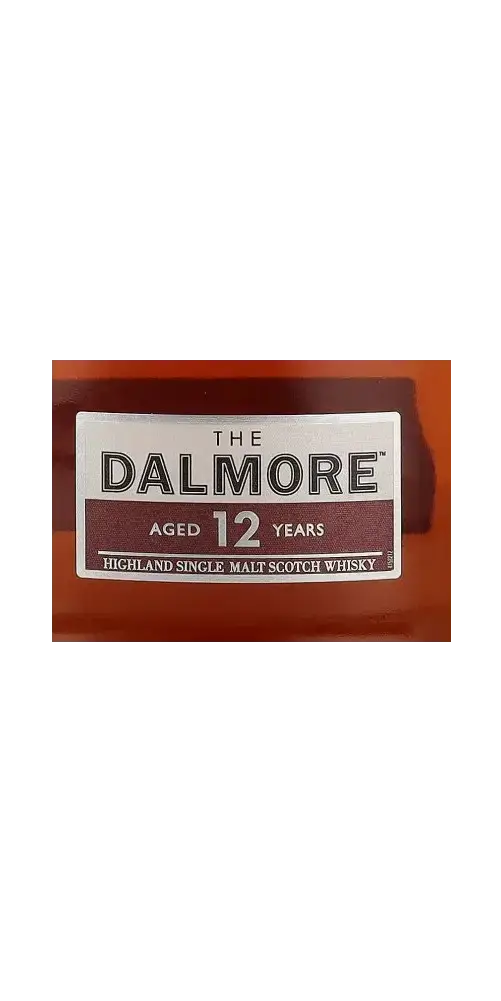 THE
DALMORE™
AGED 12 YEARS
HIGHLAND SINGLE MALT SCOTCH WHISKY